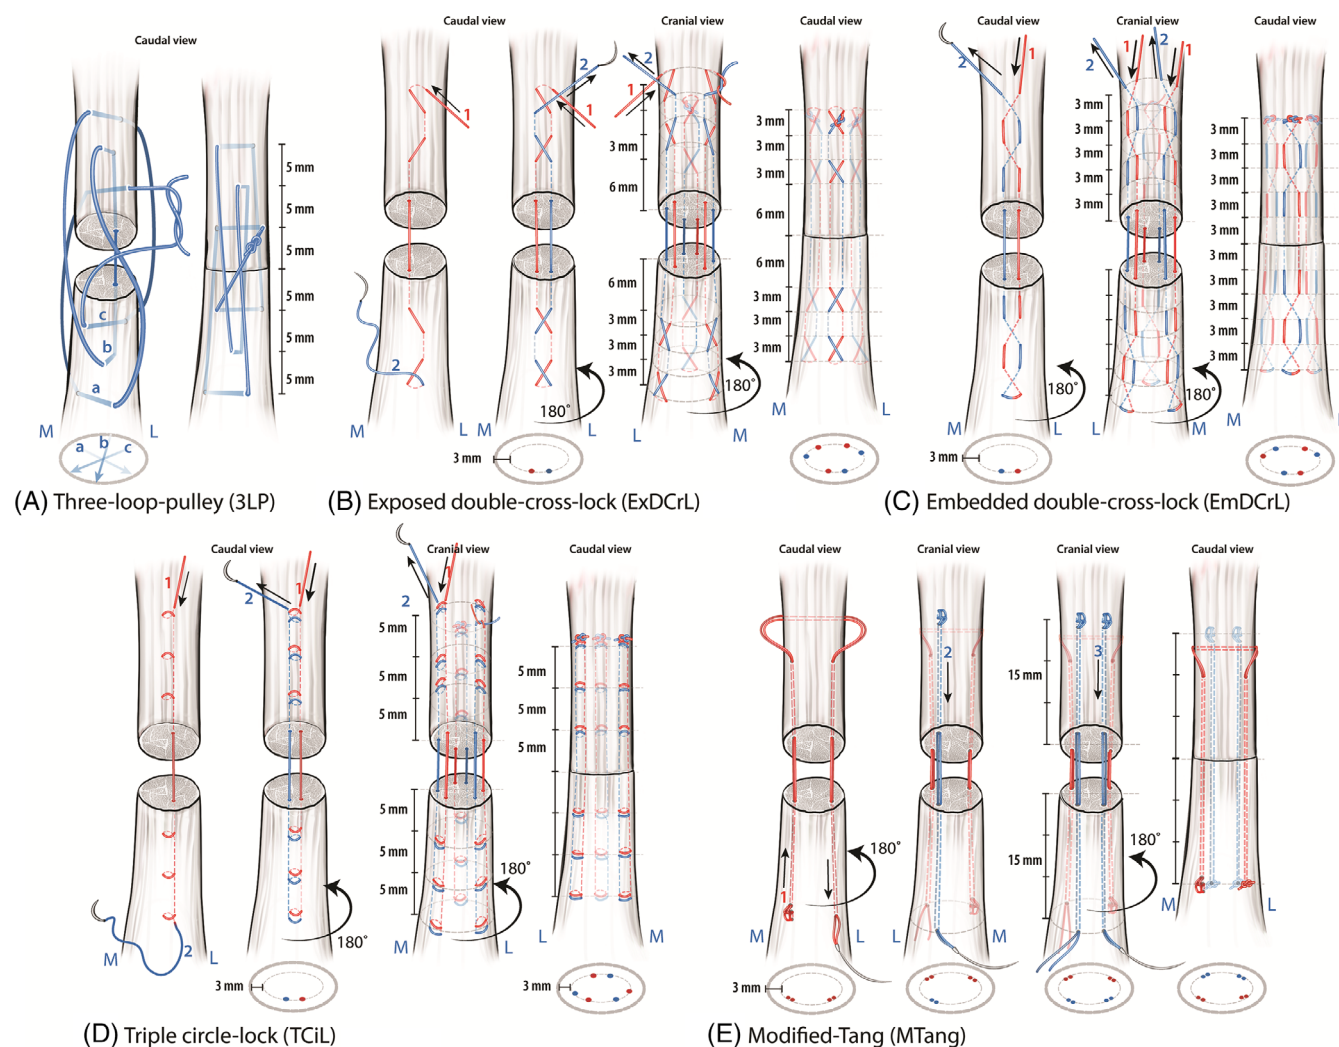 Caudal view
5 mm
5 mm
5 mm
5 mm
5 mm
5 mm
c
b
a
M L
a b c
(A) Three-loop-pulley (3LP)
Caudal view Cranial view Caudal view
1
2
2
1
2
1
3 mm
6 mm
6 mm
3 mm
3 mm
3 mm
3 mm
3 mm
3 mm
6 mm
6 mm
3 mm
3 mm
3 mm
180°
180°
M L M L M L
3 mm
(B) Exposed double-cross-lock (ExDCrL)
Caudal view Cranial view Caudal view
2
1
2
1
2
1
3 mm
3 mm
3 mm
3 mm
3 mm
3 mm
3 mm
3 mm
3 mm
3 mm
3 mm
3 mm
3 mm
3 mm
180°
180°
M L L M M L
3 mm
(C) Embedded double-cross-lock (EmDCrL)
Caudal view Cranial view Caudal view
1
2
1
2
1
2
5 mm
5 mm
5 mm
5 mm
5 mm
5 mm
5 mm
5 mm
5 mm
180°
180°
M L M L M
3 mm
(D) Triple circle-lock (TCiL)
Caudal view Cranial view Cranial view Caudal view
1
2
3
15 mm
15 mm
180°
180°
L M L L M M L
3 mm
(E) Modified-Tang (MTang)